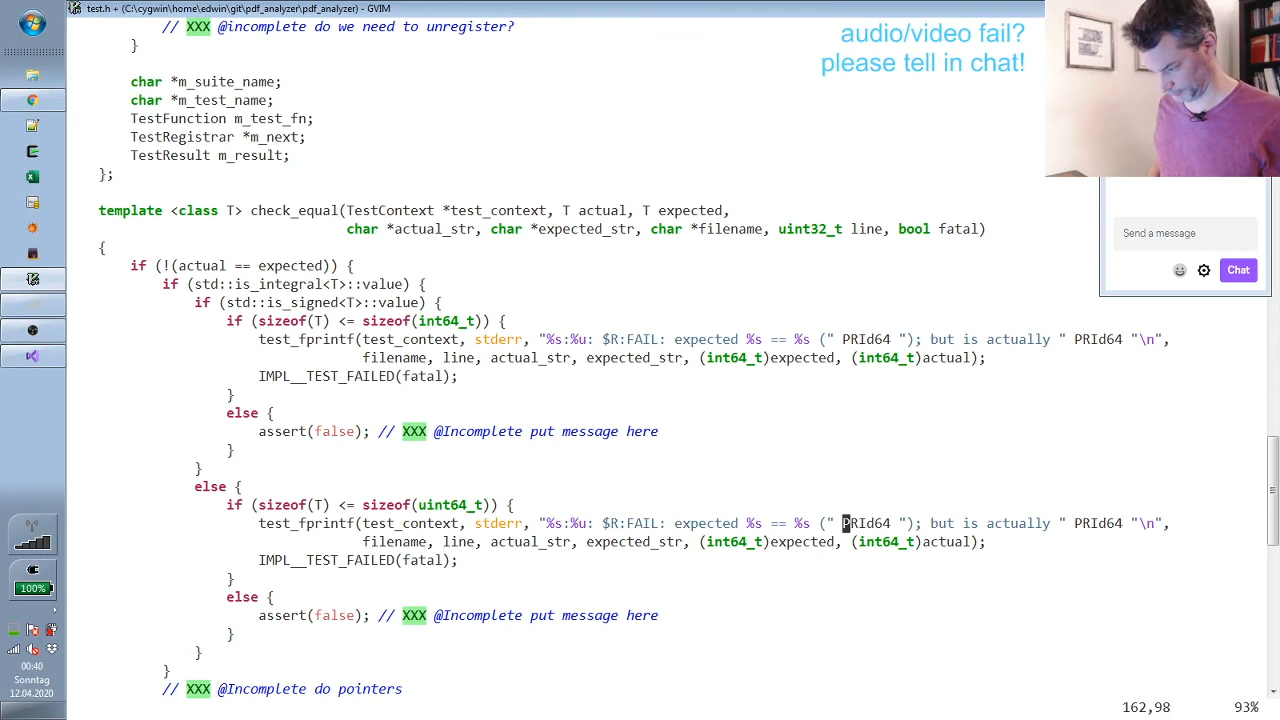 test.h + (C:\cygwin\home\edwin\git\pdf_analyzer\pdf_analyzer) - GVIM
// XXX @incomplete do we need to unregister?
}
char *m_suite_name;
char *m_test_name;
TestFunction m_test_fn;
TestRegistrar *m_next;
TestResult m_result;
};
template <class T> check_equal(TestContext *test_context, T actual, T expected,
char *actual_str, char *expected_str, char *filename, uint32_t line, bool fatal)
{
if (!(actual == expected)) {
if (std::is_integral<T>::value) {
if (std::is_signed<T>::value) {
if (sizeof(T) <= sizeof(int64_t)) {
test_fprintf(test_context, stderr, "%s:%u: $R:FAIL: expected %s == %s (" PRId64 "); but is actually " PRId64 "\n",
filename, line, actual_str, expected_str, (int64_t)expected, (int64_t)actual);
IMPL__TEST_FAILED(fatal);
}
else {
assert(false); // XXX @Incomplete put message here
}
}
else {
if (sizeof(T) <= sizeof(uint64_t)) {
test_fprintf(test_context, stderr, "%s:%u: $R:FAIL: expected %s == %s (" PRId64 "); but is actually " PRId64 "\n",
filename, line, actual_str, expected_str, (int64_t)expected, (int64_t)actual);
IMPL__TEST_FAILED(fatal);
}
else {
assert(false); // XXX @Incomplete put message here
}
}
}
// XXX @Incomplete do pointers
162,98 93%
audio/video fail?
please tell in chat!
Send a message
Chat
100%
00:40
Sonntag
12.04.2020